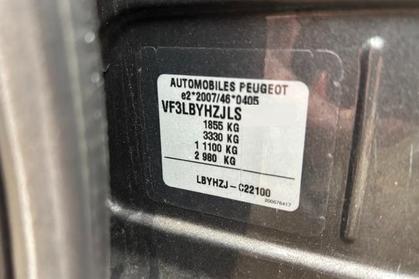 AUTOMOBILES PEUGEOT
e2*2007/46*0405
VF3LBYHZJLS
1855 KG
3330 KG
1 1100 KG
2 980 KG
LBYHZJ-C22100